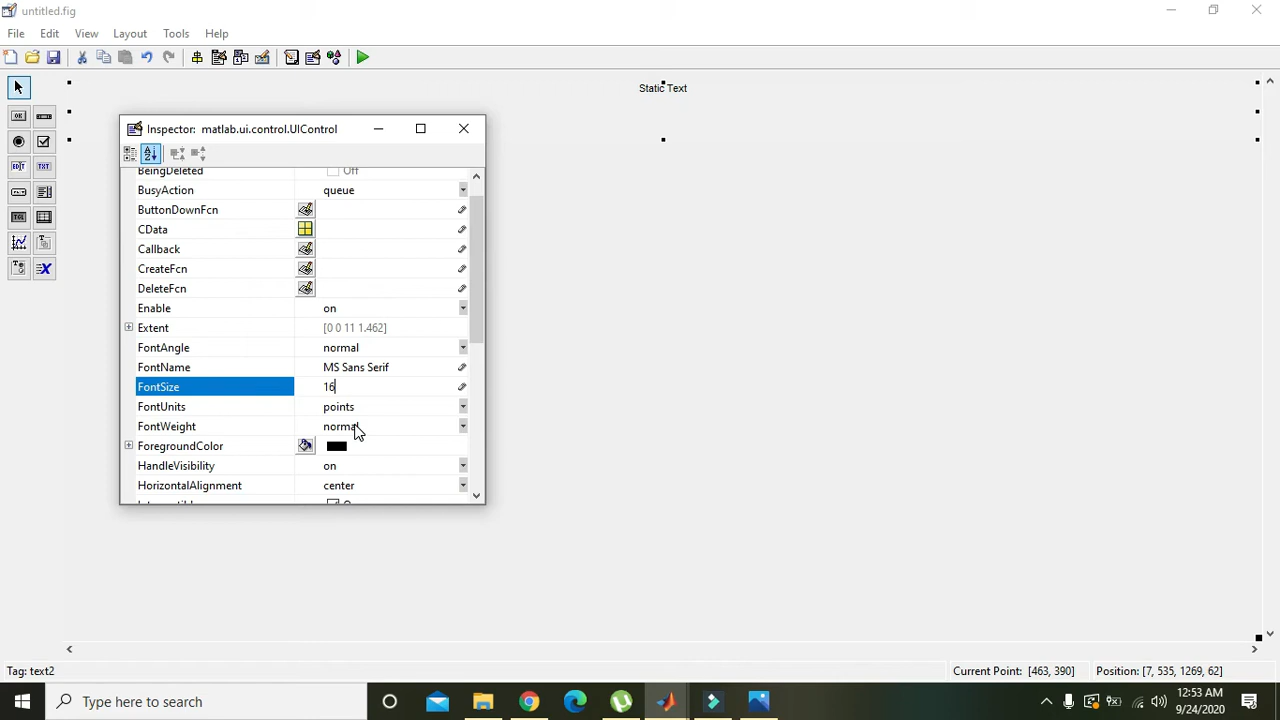 untitled.fig
File Edit View Layout Tools Help
Static Text
Inspector: matlab.ui.control.UIControl
BeingDeleted Off
BusyAction queue
ButtonDownFcn
CData
Callback
CreateFcn
DeleteFcn
Enable on
Extent [0 0 11 1.462]
FontAngle normal
FontName MS Sans Serif
FontSize 16
FontUnits points
FontWeight normal
ForegroundColor
HandleVisibility on
HorizontalAlignment center
Tag: text2
Current Point: [463, 390] Position: [7, 535, 1269, 62]
Type here to search
12:53 AM
9/24/2020